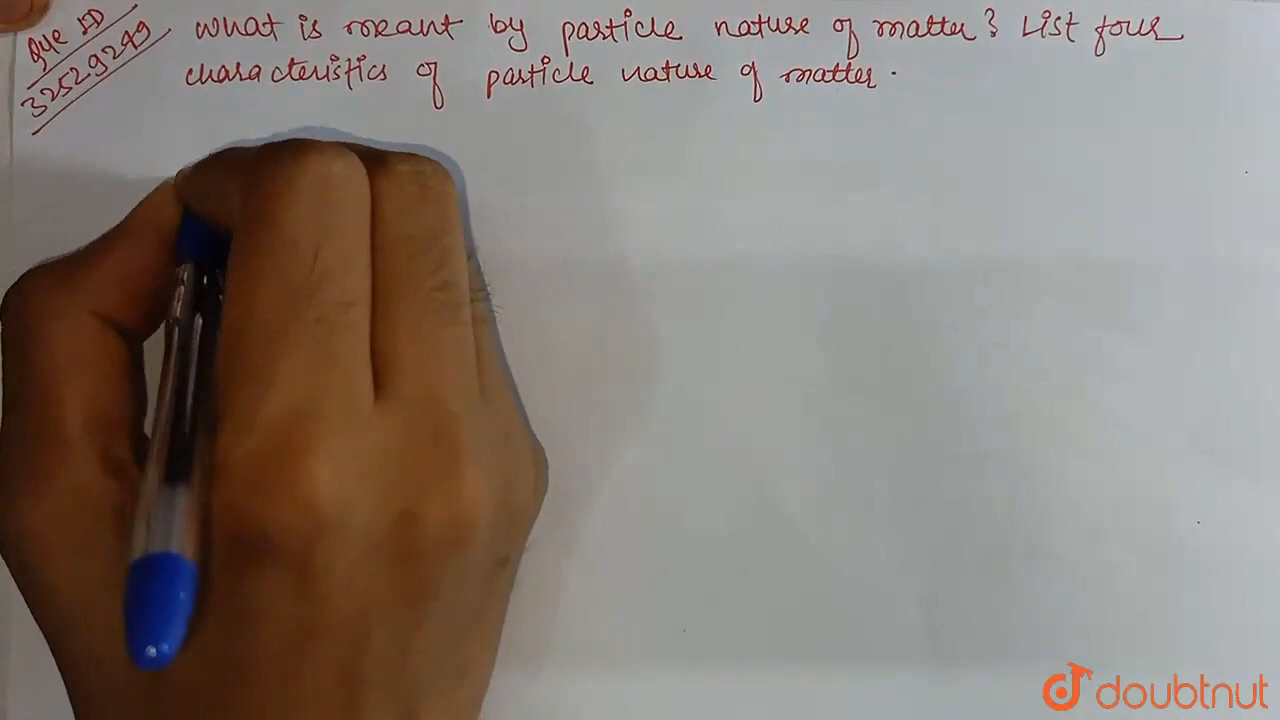 Que ID
32529249
What is meant by particle nature of matter? List four
characteristics of particle nature of matter.
doubtnut